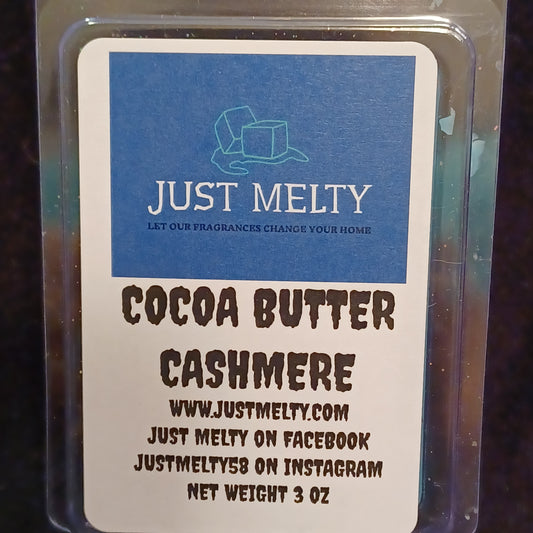 JUST MELTY
LET OUR FRAGRANCES CHANGE YOUR HOME
COCOA BUTTER
CASHMERE
WWW.JUSTMELTY.COM
JUST MELTY ON FACEBOOK
JUSTMELTY58 ON INSTAGRAM
NET WEIGHT 3 OZ